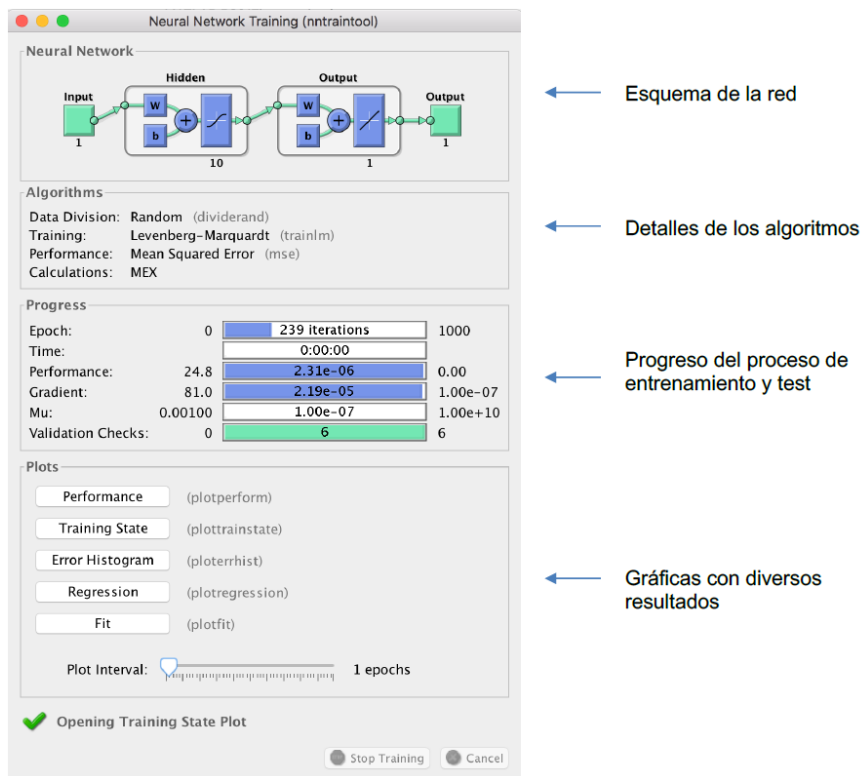 Neural Network Training (nntraintool)
Neural Network
Hidden
Output
Input
Output
W
b
+
W
b
+
1
10
1
1
Esquema de la red
Algorithms
Data Division: Random (dividerand)
Training: Levenberg-Marquardt (trainlm)
Performance: Mean Squared Error (mse)
Calculations: MEX
Detalles de los algoritmos
Progress
Epoch: 0 239 iterations 1000
Time: 0:00:00
Performance: 24.8 2.31e-06 0.00
Gradient: 81.0 2.19e-05 1.00e-07
Mu: 0.00100 1.00e-07 1.00e+10
Validation Checks: 0 6 6
Progreso del proceso de
entrenamiento y test
Plots
Performance (plotperform)
Training State (plottrainstate)
Error Histogram (ploterrhist)
Regression (plotregression)
Fit (plotfit)
Plot Interval: 1 epochs
Gráficas con diversos
resultados
Opening Training State Plot
Stop Training
Cancel